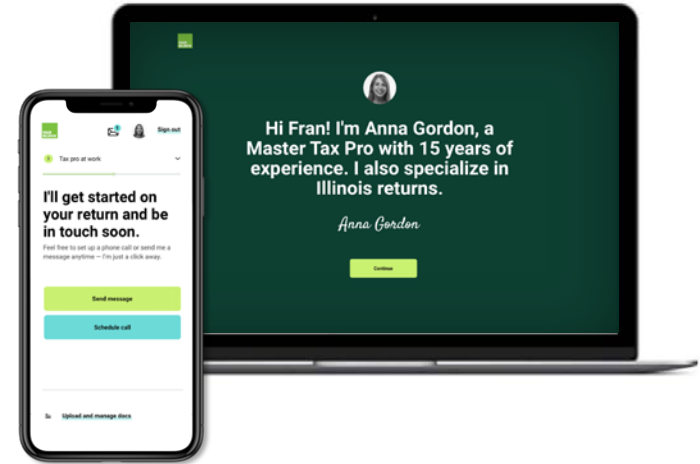 Hi Fran! I'm Anna Gordon, a
Master Tax Pro with 15 years of
experience. I also specialize in
Illinois returns.
Anna Gordon
Continue
H&R
BLOCK
Sign out
Tax pro at work
I'll get started on
your return and be
in touch soon.
Feel free to set up a phone call or send me a
message anytime — I'm just a click away.
Send message
Schedule call
Upload and manage docs